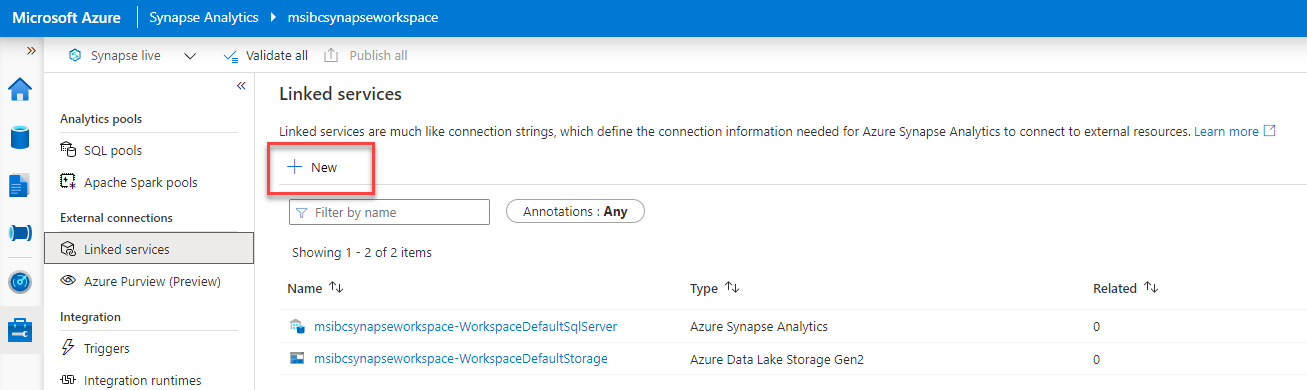 Microsoft Azure Synapse Analytics msibcsynapseworkspace
Synapse live Validate all Publish all
Analytics pools
SQL pools
Apache Spark pools
External connections
Linked services
Azure Purview (Preview)
Integration
Triggers
Integration runtimes
Linked services
Linked services are much like connection strings, which define the connection information needed for Azure Synapse Analytics to connect to external resources. Learn more
New
Filter by name Annotations : Any
Showing 1 - 2 of 2 items
Name Type Related
msibcsynapseworkspace-WorkspaceDefaultSqlServer Azure Synapse Analytics 0
msibcsynapseworkspace-WorkspaceDefaultStorage Azure Data Lake Storage Gen2 0